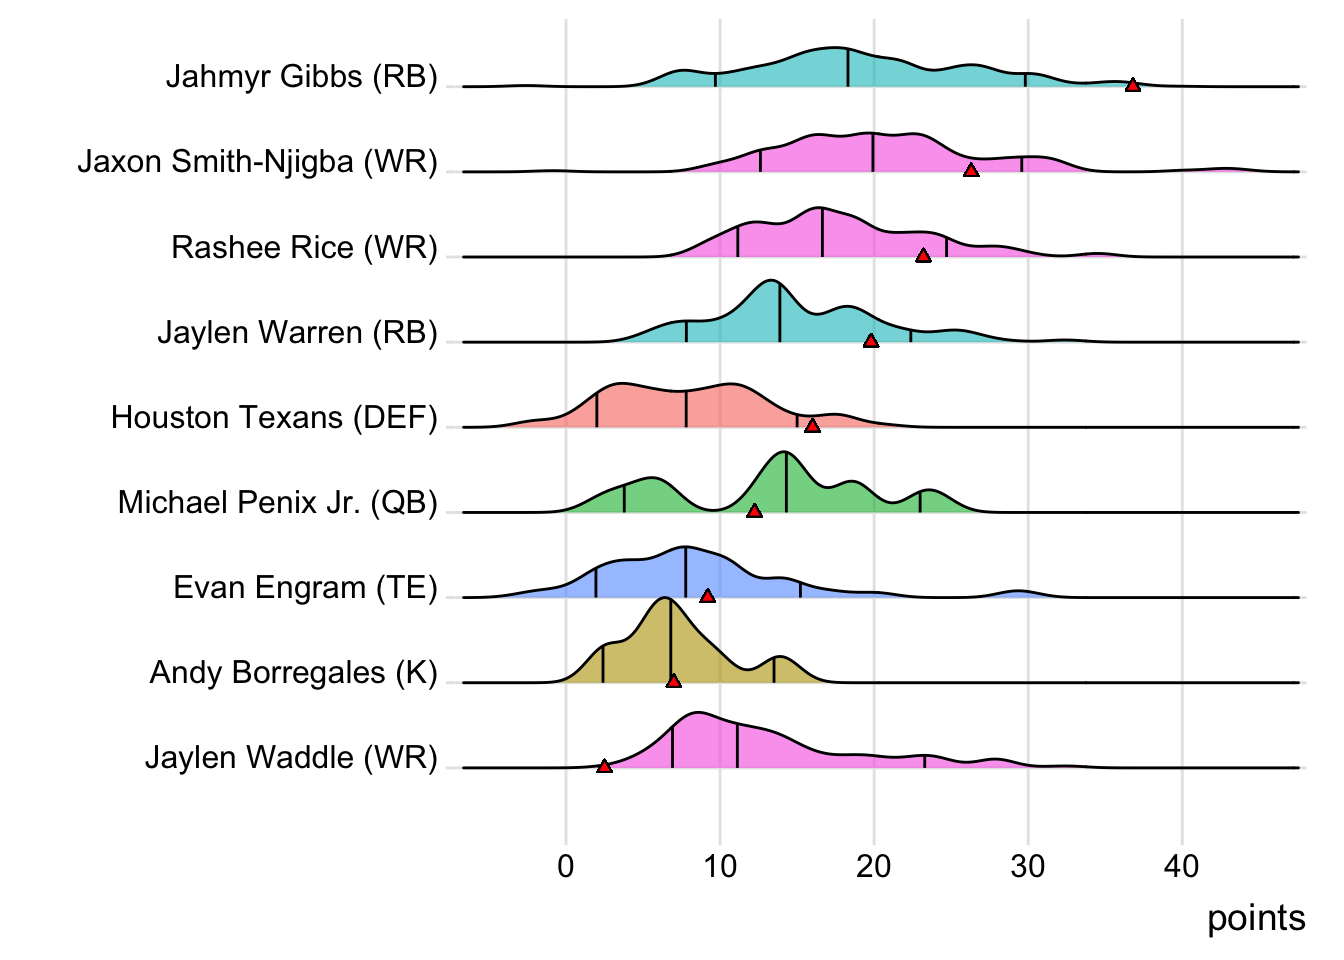 Jahmyr Gibbs (RB)
Jaxon Smith-Njigba (WR)
Rashee Rice (WR)
Jaylen Warren (RB)
Houston Texans (DEF)
Michael Penix Jr. (QB)
Evan Engram (TE)
Andy Borregales (K)
Jaylen Waddle (WR)
0 10 20 30 40
points